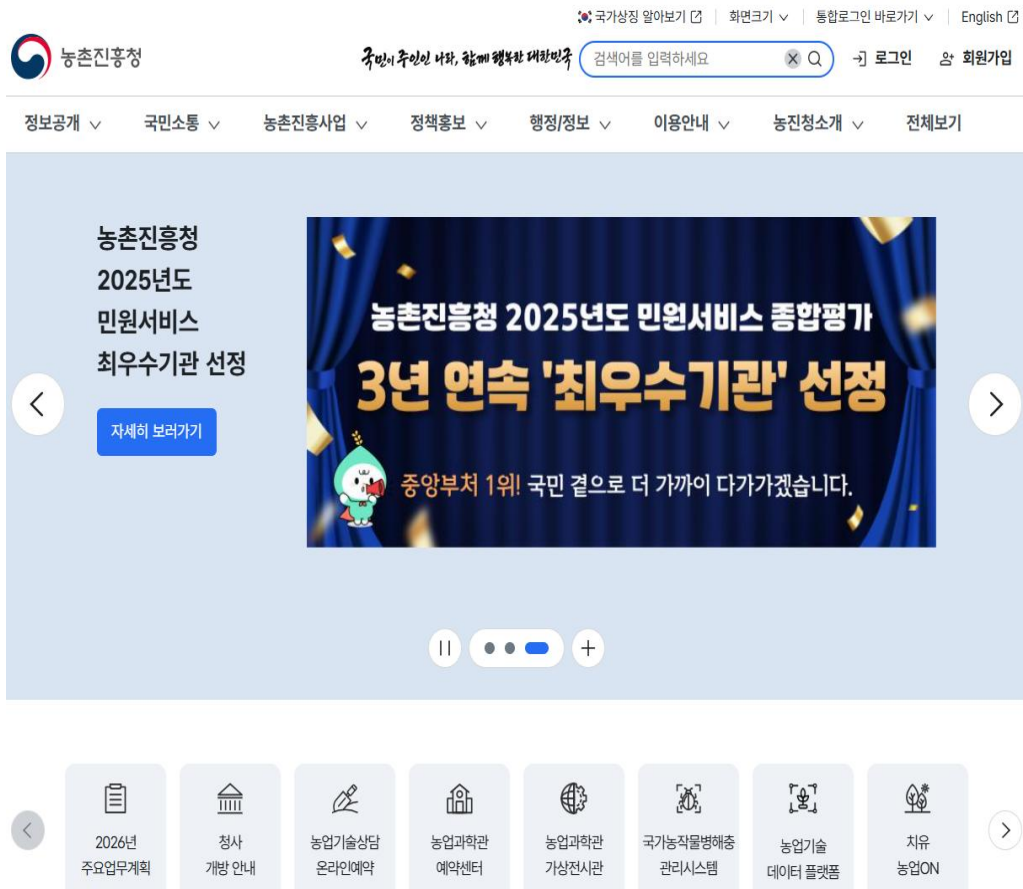 국가상징 알아보기 화면크기 통합로그인 바로가기 English
농촌진흥청 국민이 주인인 나라, 함께 행복한 대한민국 검색어를 입력하세요 로그인 회원가입
정보공개 국민소통 농촌진흥사업 정책홍보 행정/정보 이용안내 농진청소개 전체보기
농촌진흥청
2025년도
민원서비스
최우수기관 선정
자세히 보러가기
농촌진흥청 2025년도 민원서비스 종합평가
3년 연속 '최우수기관' 선정
중앙부처 1위! 국민 곁으로 더 가까이 다가가겠습니다.
2026년
주요업무계획
청사
개방 안내
농업기술상담
온라인예약
농업과학관
예약센터
농업과학관
가상전시관
국가농작물병해충
관리시스템
농업기술
데이터 플랫폼
치유
농업ON